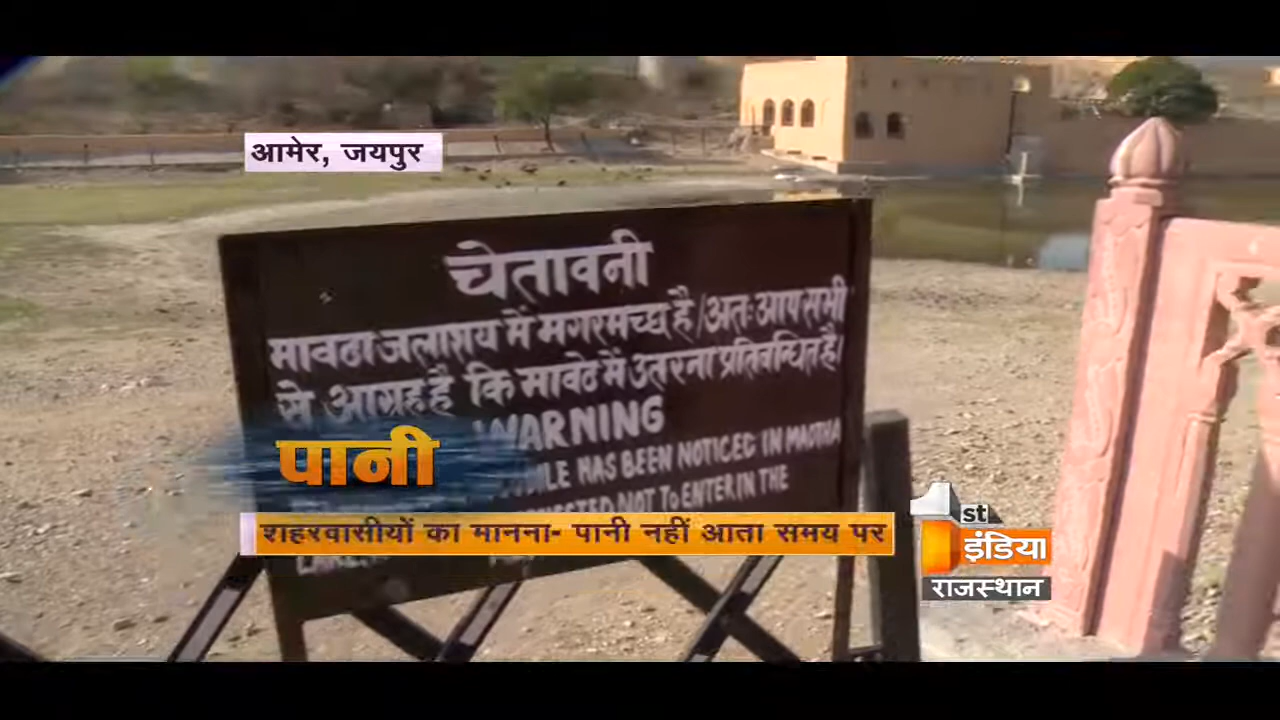 आमेर, जयपुर
चेतावनी
मावठा जलाशय में मगरमच्छ है/अतः आप सभी
से आग्रह है कि मावठे में उतरना प्रतिबन्धित है।
WARNING
HAS BEEN NOTICED IN MAOTHA
NOT TO ENTER IN THE
पानी
शहरवासीयों का मानना- पानी नहीं आता समय पर
1st
इंडिया
राजस्थान